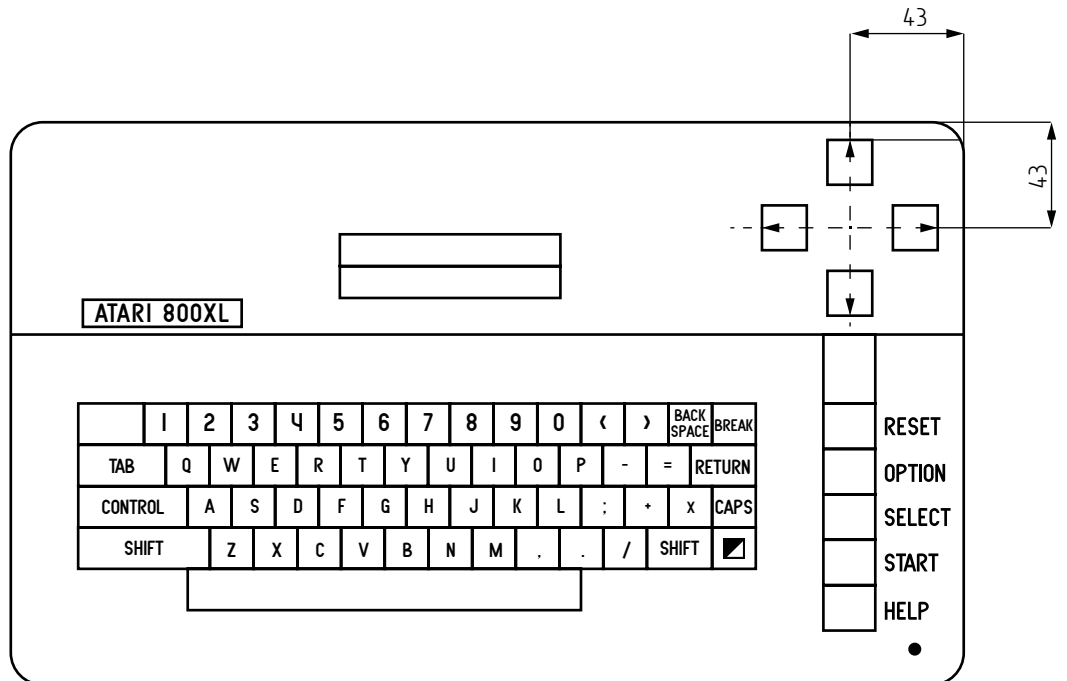 43
43
ATARI 800XL
1 2 3 4 5 6 7 8 9 0 < > BACK SPACE BREAK
RESET
TAB Q W E R T Y U I O P - = RETURN
OPTION
CONTROL A S D F G H J K L ; + x CAPS
SELECT
SHIFT Z X C V B N M , . / SHIFT
START
HELP